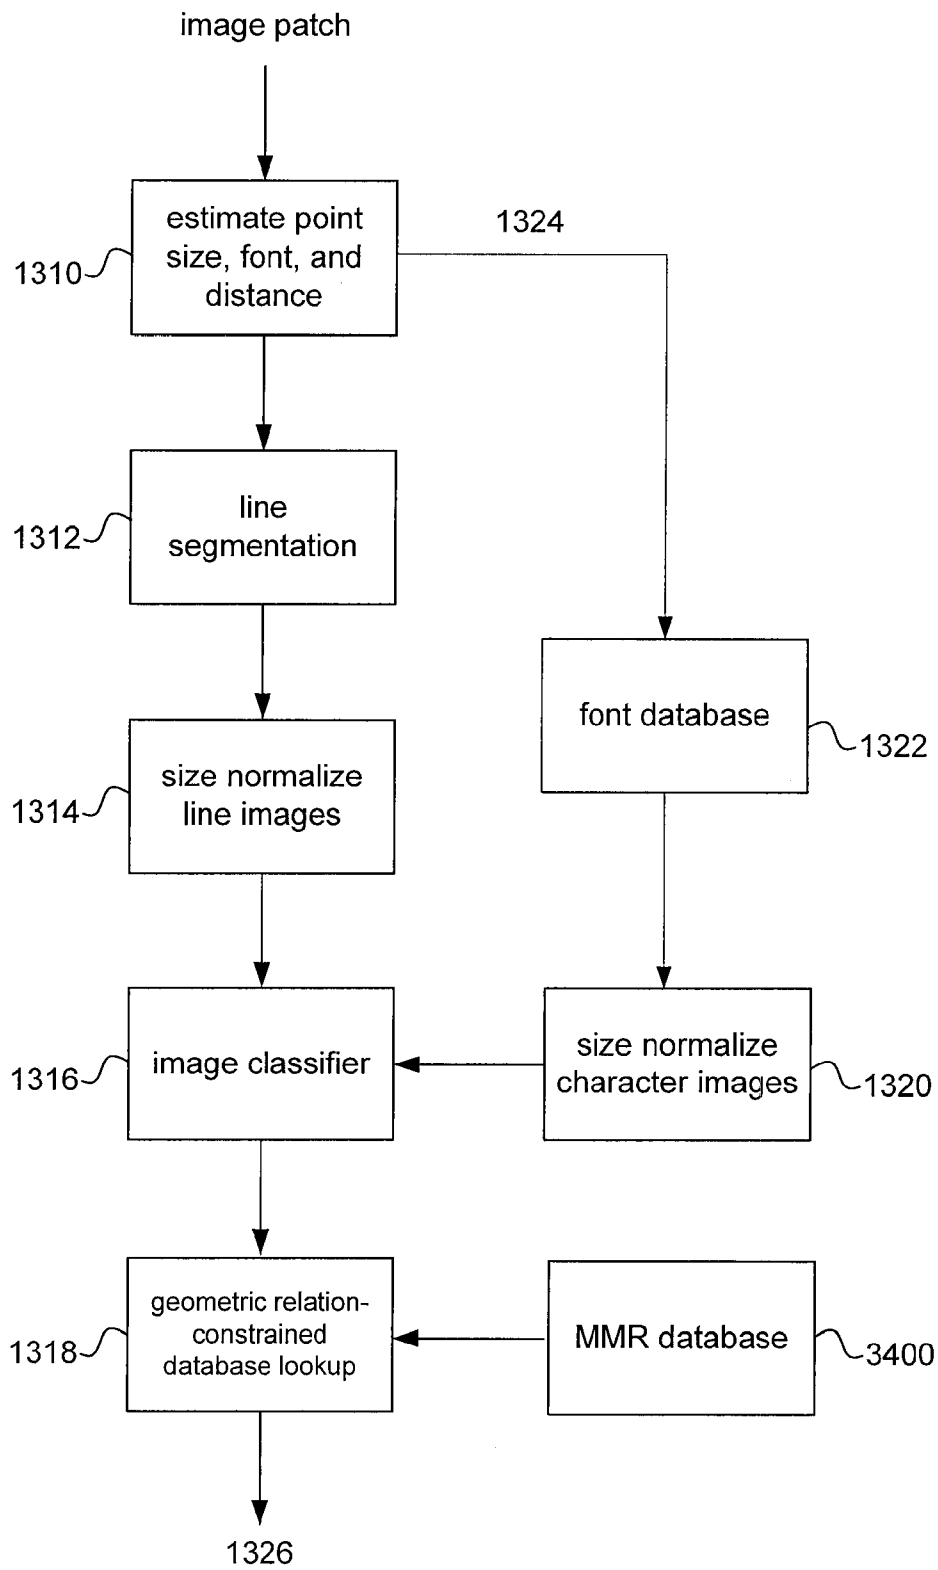 image patch
estimate point
size, font, and
distance
1310
1324
line
segmentation
1312
font database
1322
size normalize
line images
1314
image classifier
1316
size normalize
character images
1320
geometric relation-
constrained
database lookup
1318
MMR database
3400
1326